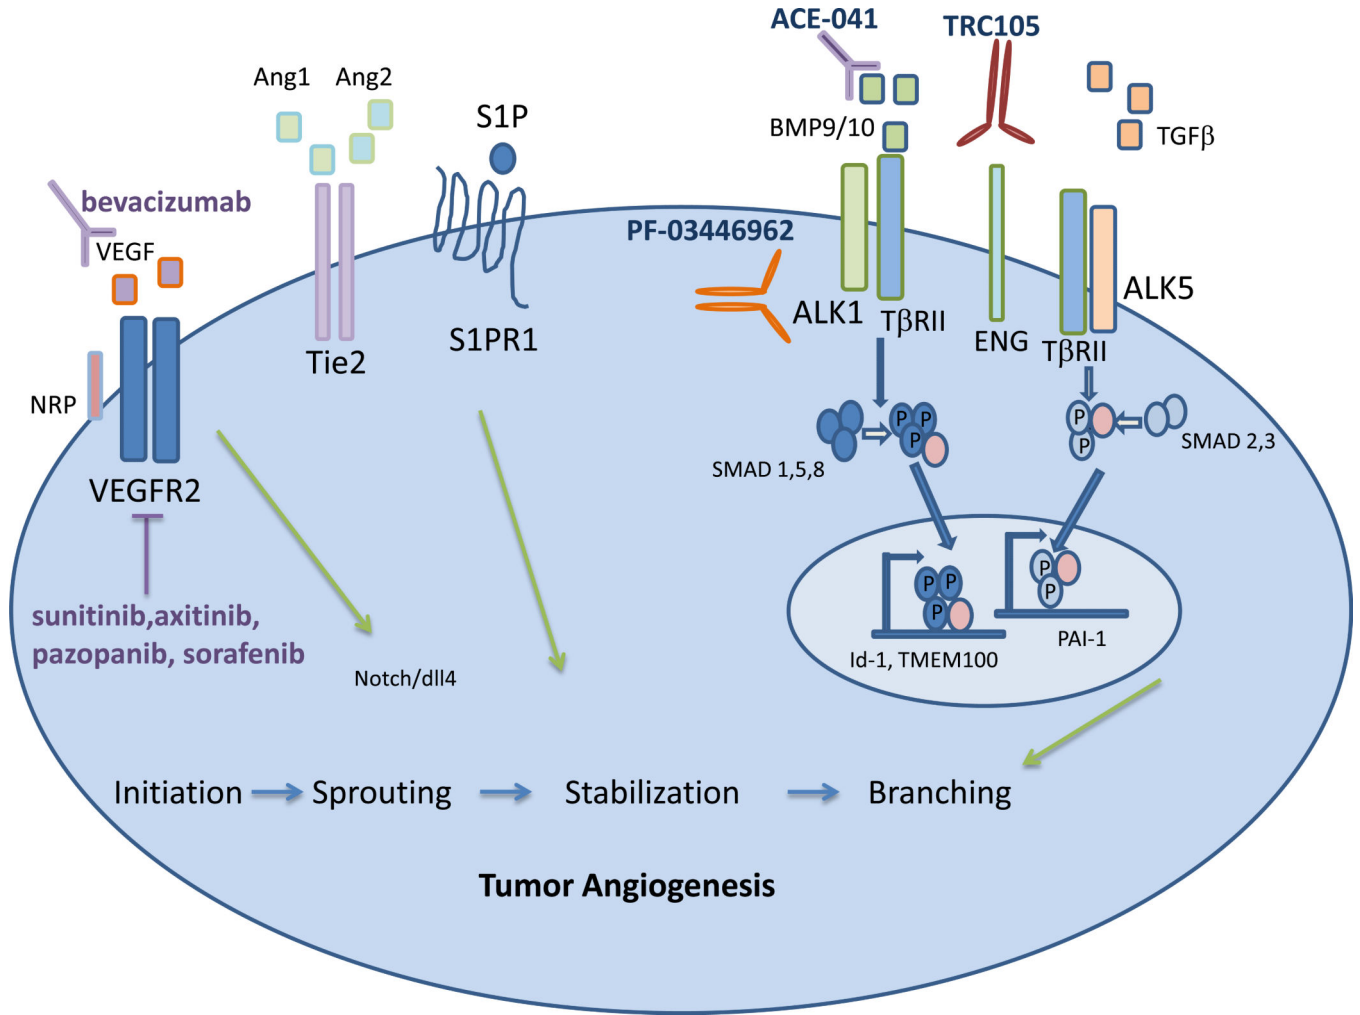 ACE-041
TRC105
Ang1
Ang2
S1P
BMP9/10
TGFβ
bevacizumab
VEGF
PF-03446962
ALK1
TβRII
ENG
TβRII
ALK5
Tie2
S1PR1
NRP
VEGFR2
SMAD 1,5,8
P
P
P
P
P
SMAD 2,3
sunitinib,axitinib,
pazopanib, sorafenib
P
P
P
P
P
Id-1, TMEM100
PAI-1
Notch/dll4
Initiation
Sprouting
Stabilization
Branching
Tumor Angiogenesis